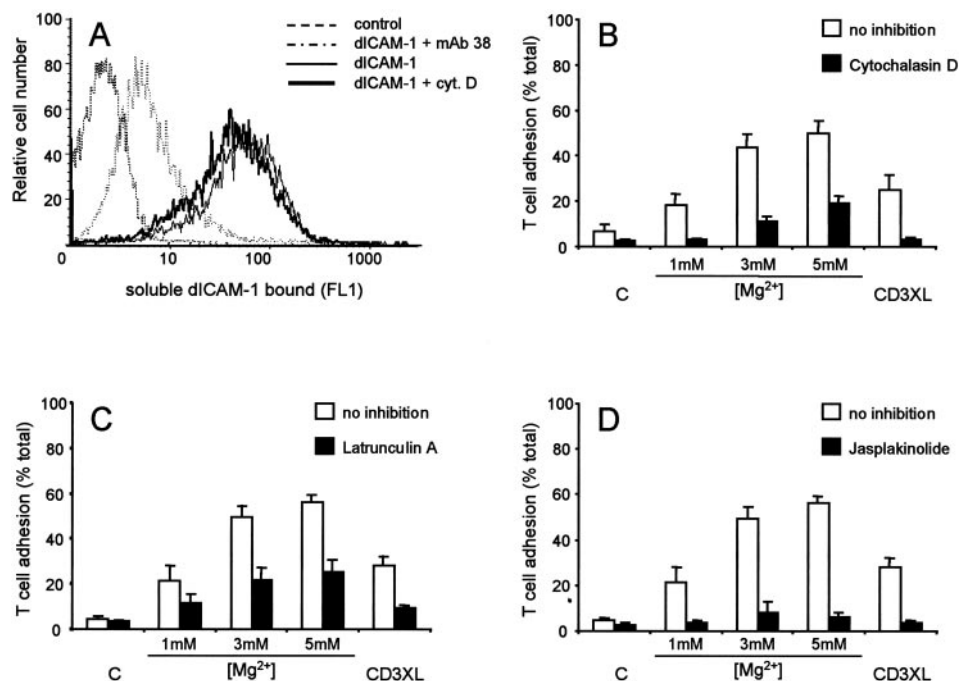 A
control
dICAM-1 + mAb 38
dICAM-1
dICAM-1 + cyt. D
Relative cell number
100
80
60
40
20
0
10
100
1000
soluble dICAM-1 bound (FL1)
B
no inhibition
Cytochalasin D
T cell adhesion (% total)
100
80
60
40
20
0
1mM 3mM 5mM
C [Mg²⁺] CD3XL
C
no inhibition
Latrunculin A
T cell adhesion (% total)
100
80
60
40
20
0
1mM 3mM 5mM
C [Mg²⁺] CD3XL
D
no inhibition
Jasplakinolide
T cell adhesion (% total)
100
80
60
40
20
0
1mM 3mM 5mM
C [Mg²⁺] CD3XL